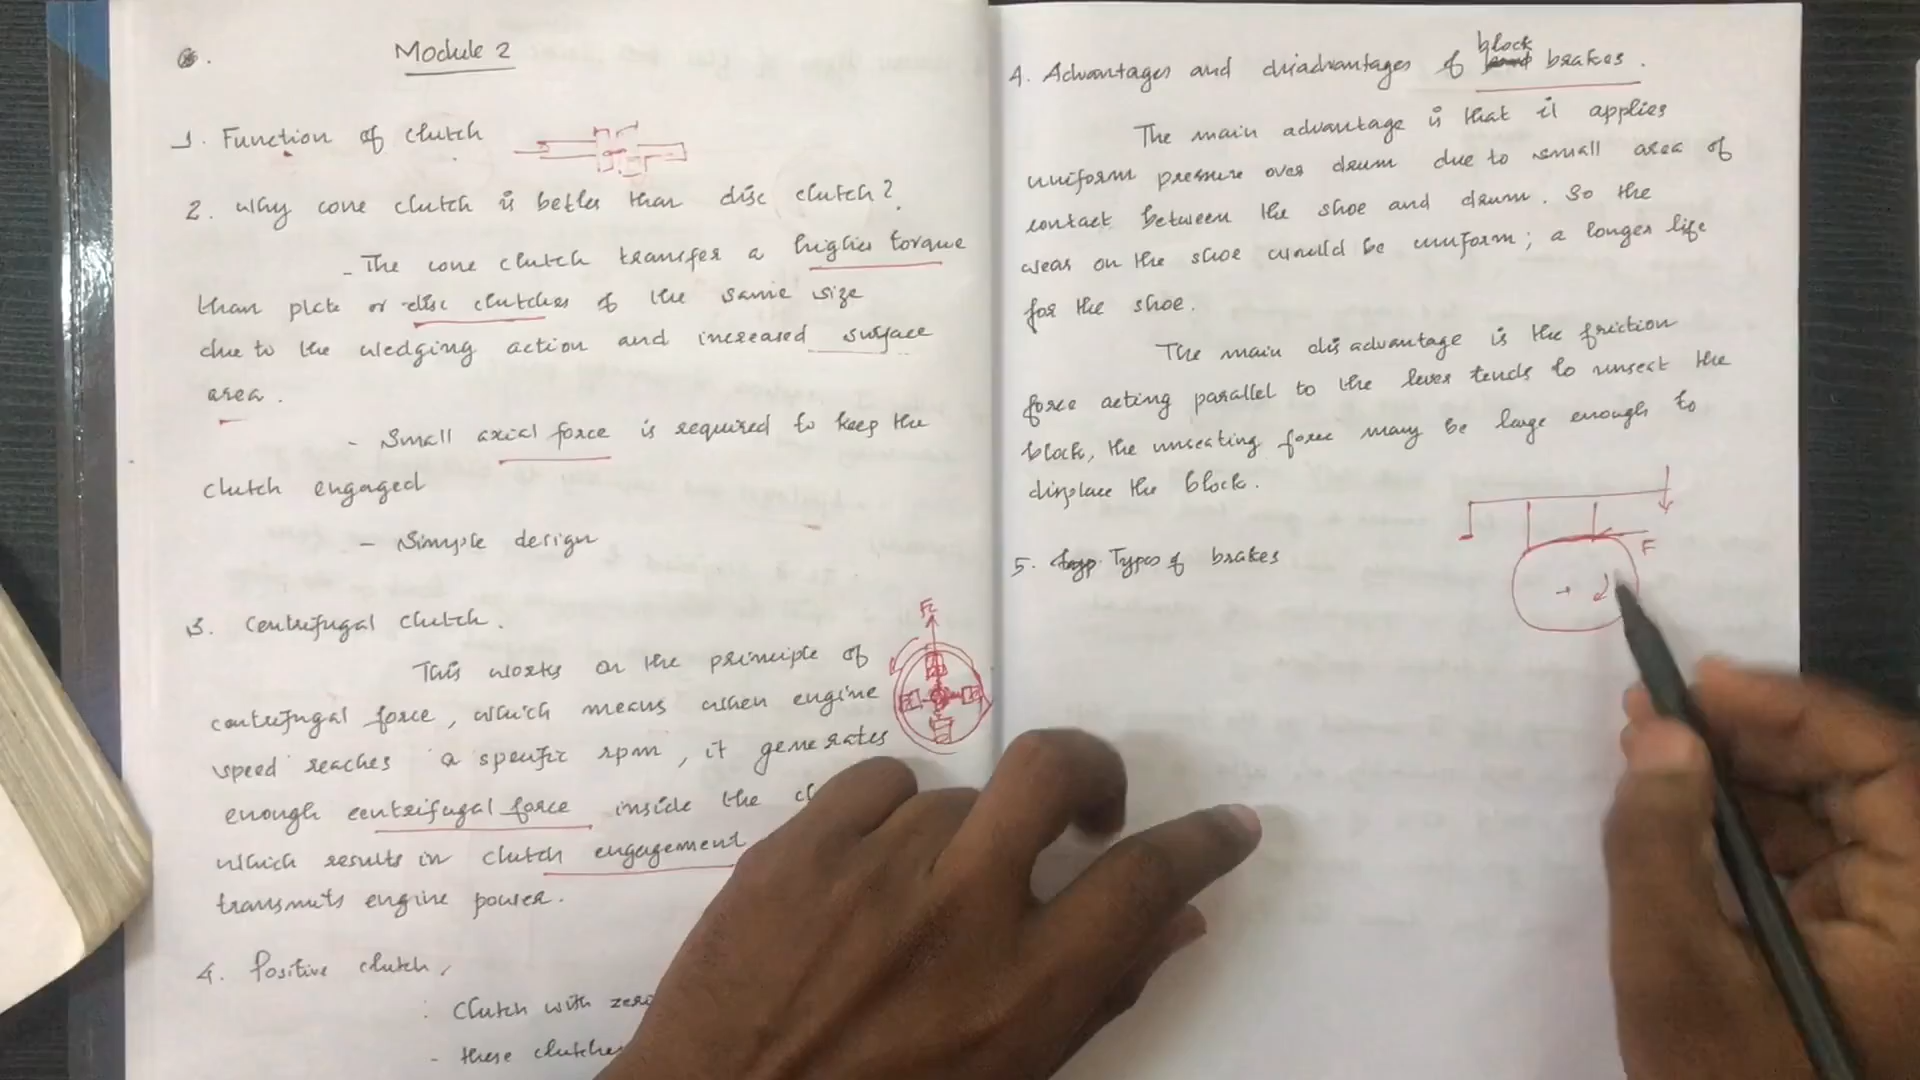 Module 2
1. Function of clutch
2. Why cone clutch is better than disc clutch?
- The cone clutch transfer a higher torque
than plate or disc clutches of the same size
due to the wedging action and increased surface
area.
- Small axial force is required to keep the
clutch engaged
- Simple design
3. Centrifugal clutch.
Fc
This works on the principle of
centrifugal force, which means when engine
speed reaches a specific rpm, it generates
enough centrifugal force inside the
which results in clutch engagement
transmits engine power.
4. Positive clutch,
: Clutch with zero
- these clutches
4. Advantages and disadvantages of block brakes.
The main advantage is that it applies
uniform pressure over drum due to small area of
contact between the shoe and drum. So the
wear on the shoe would be uniform; a longer life
for the shoe.
The main disadvantage is the friction
force acting parallel to the lever tends to unseat the
block, the unseating force may be large enough to
displace the block.
F
5. Types of brakes